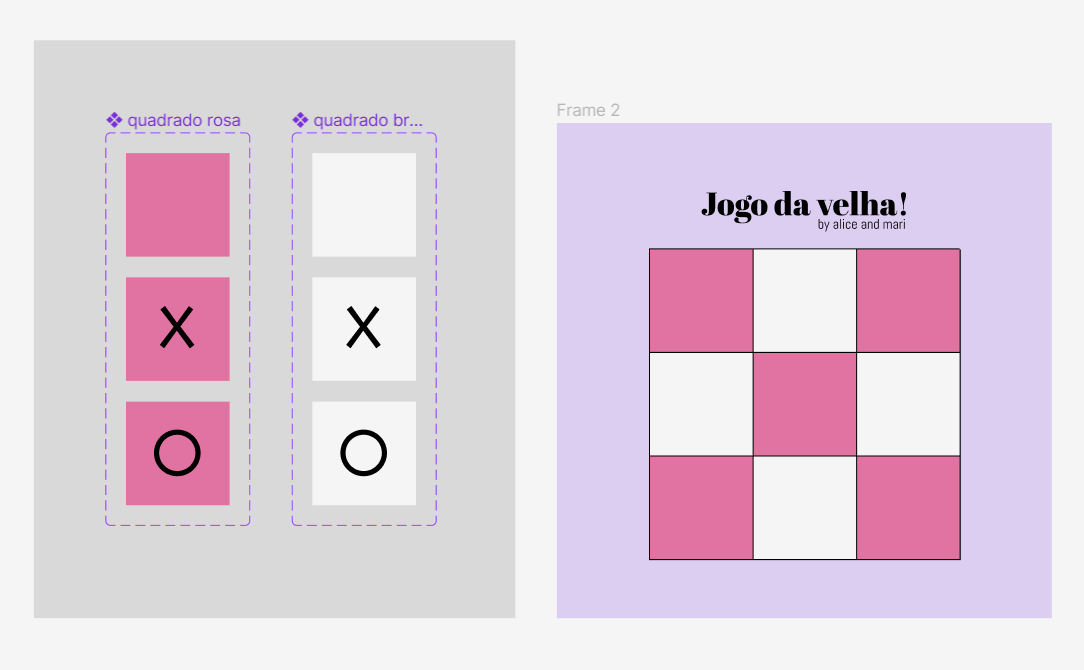 quadrado rosa
quadrado br...
X
X
O
O
Frame 2
Jogo da velha!
by alice and mari